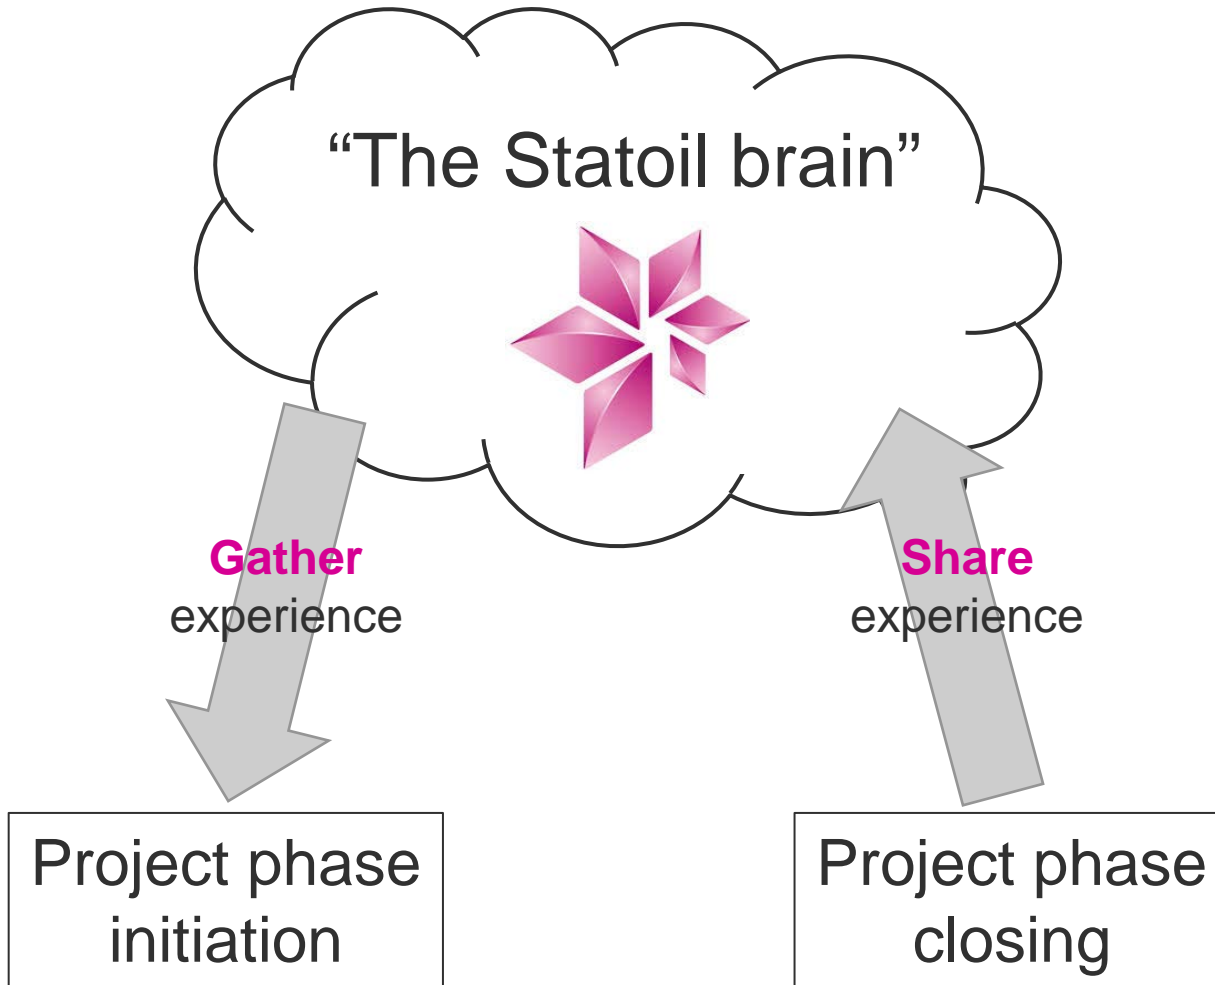 “The Statoil brain”
Gather
experience
Share
experience
Project phase
initiation
Project phase
closing